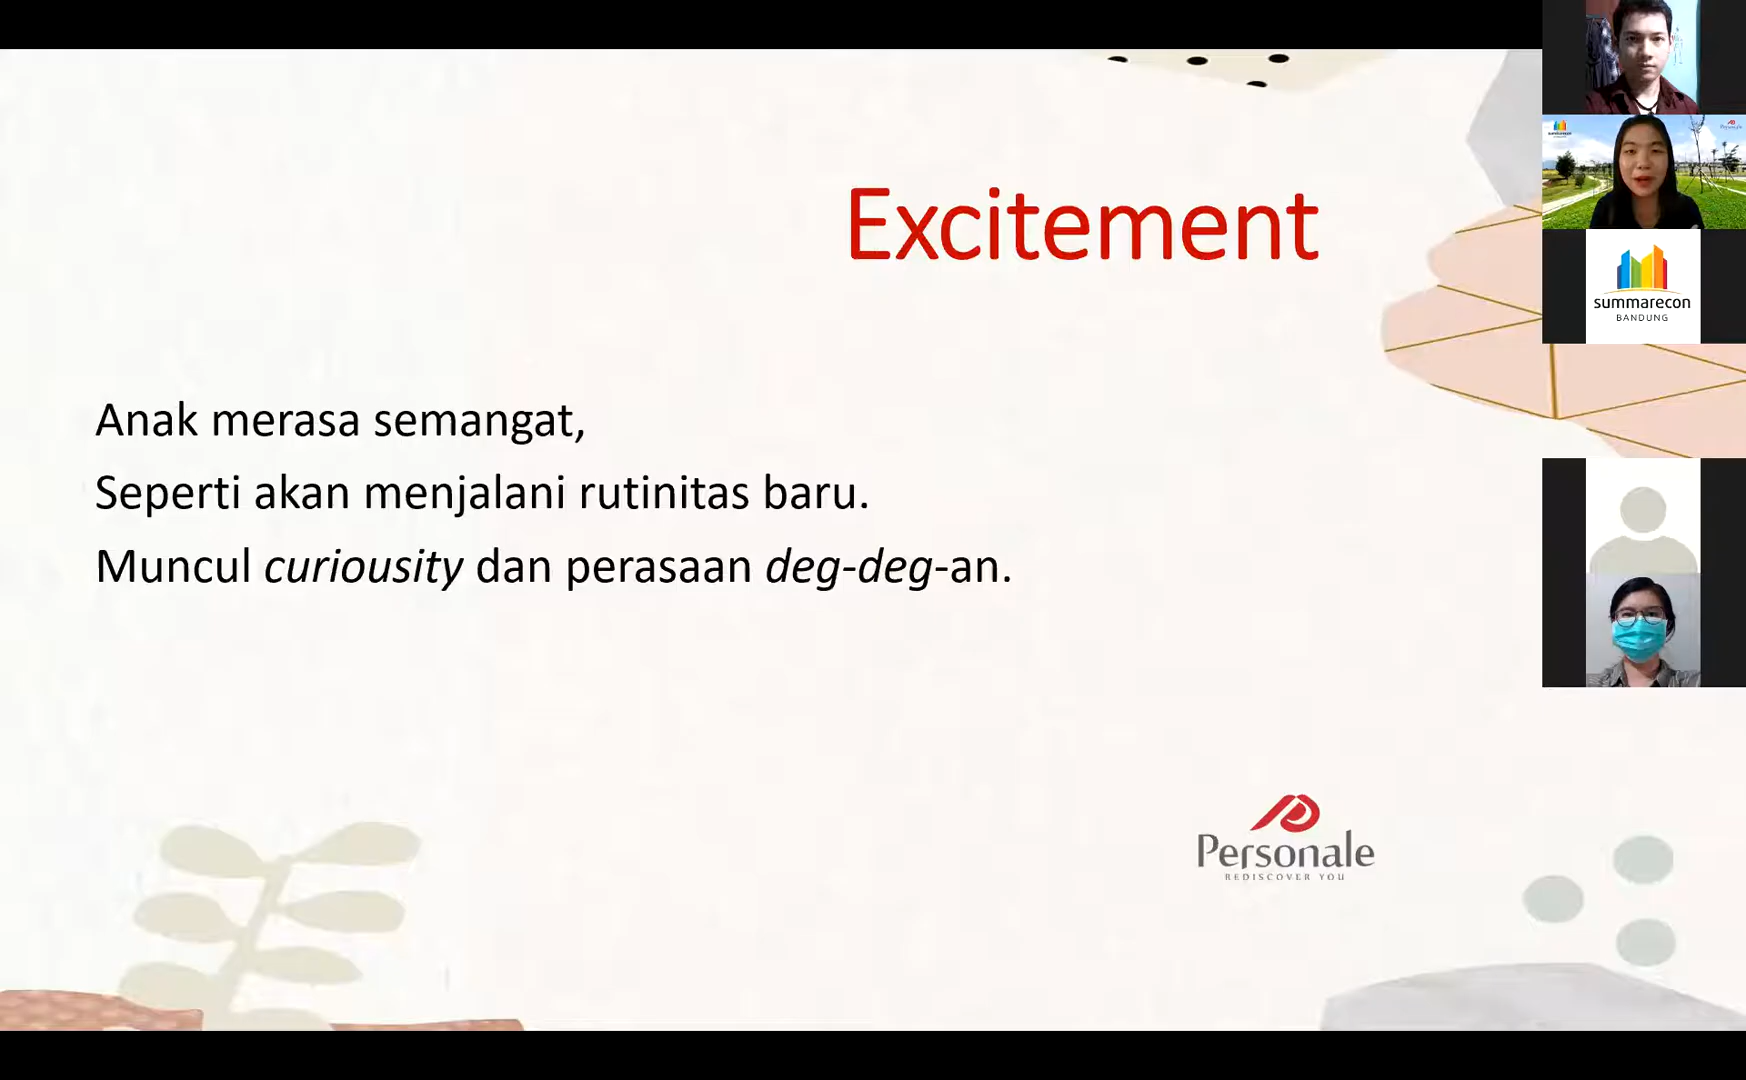 Excitement
Anak merasa semangat,
Seperti akan menjalani rutinitas baru.
Muncul curiousity dan perasaan deg-deg-an.
Personale
REDISCOVER YOU
summarecon
BANDUNG